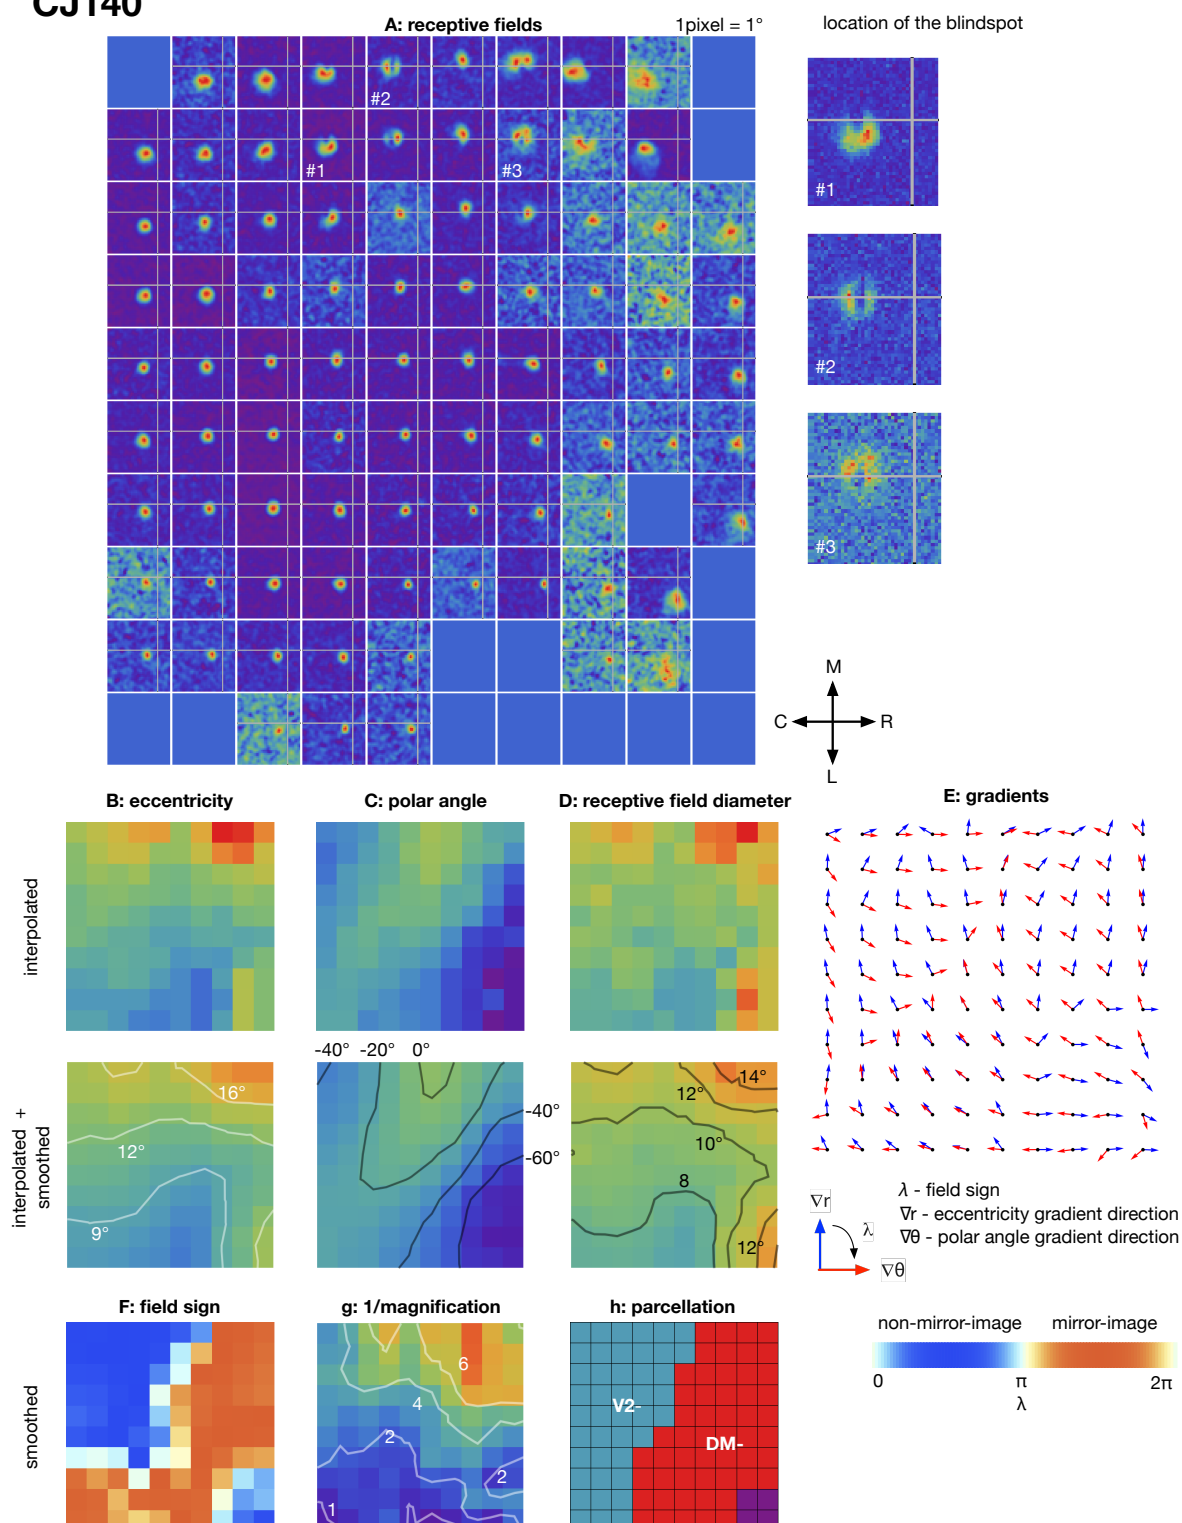 CJ140
A: receptive fields
1pixel = 1°
location of the blindspot
#2
#1
#3
#1
#2
#3
M
C
R
L
B: eccentricity
C: polar angle
D: receptive field diameter
E: gradients
interpolated
-40° -20° 0°
interpolated +
smoothed
16°
12°
9°
-40°
-60°
14°
12°
10°
8
12°
∇r
λ
∇θ
λ - field sign
∇r - eccentricity gradient direction
∇θ - polar angle gradient direction
F: field sign
g: 1/magnification
h: parcellation
smoothed
6
4
2
2
1
V2-
DM-
non-mirror-image mirror-image
0 π 2π
λ